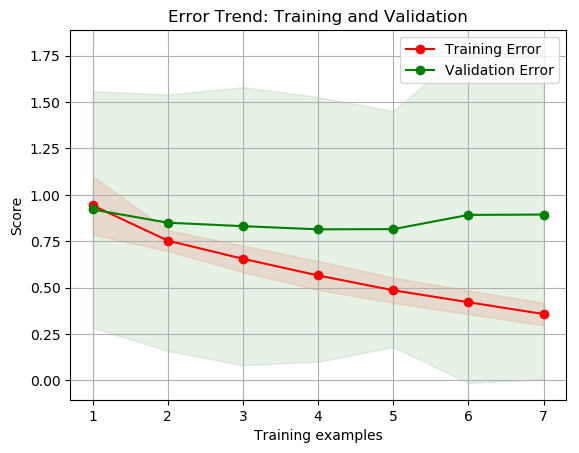 Error Trend: Training and Validation
Training Error
Validation Error
1.75
1.50
1.25
1.00
0.75
0.50
0.25
0.00
Score
1 2 3 4 5 6 7
Training examples